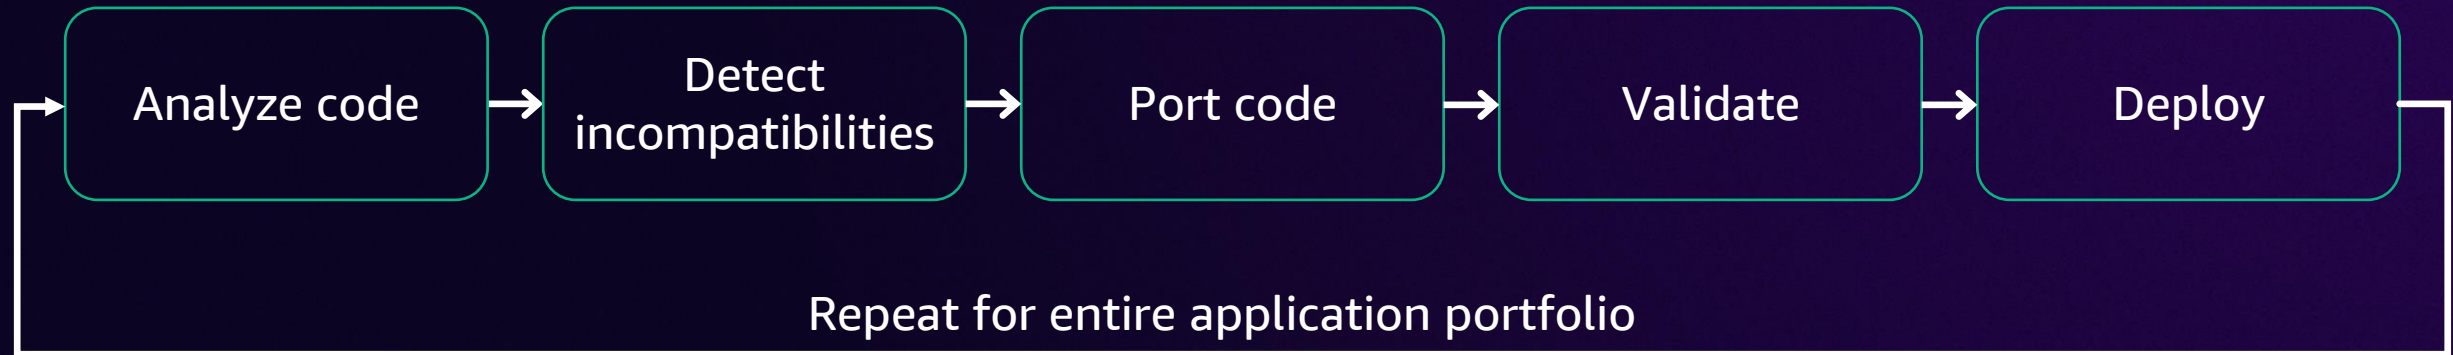 Analyze code
Detect
incompatibilities
Port code
Validate
Deploy
Repeat for entire application portfolio